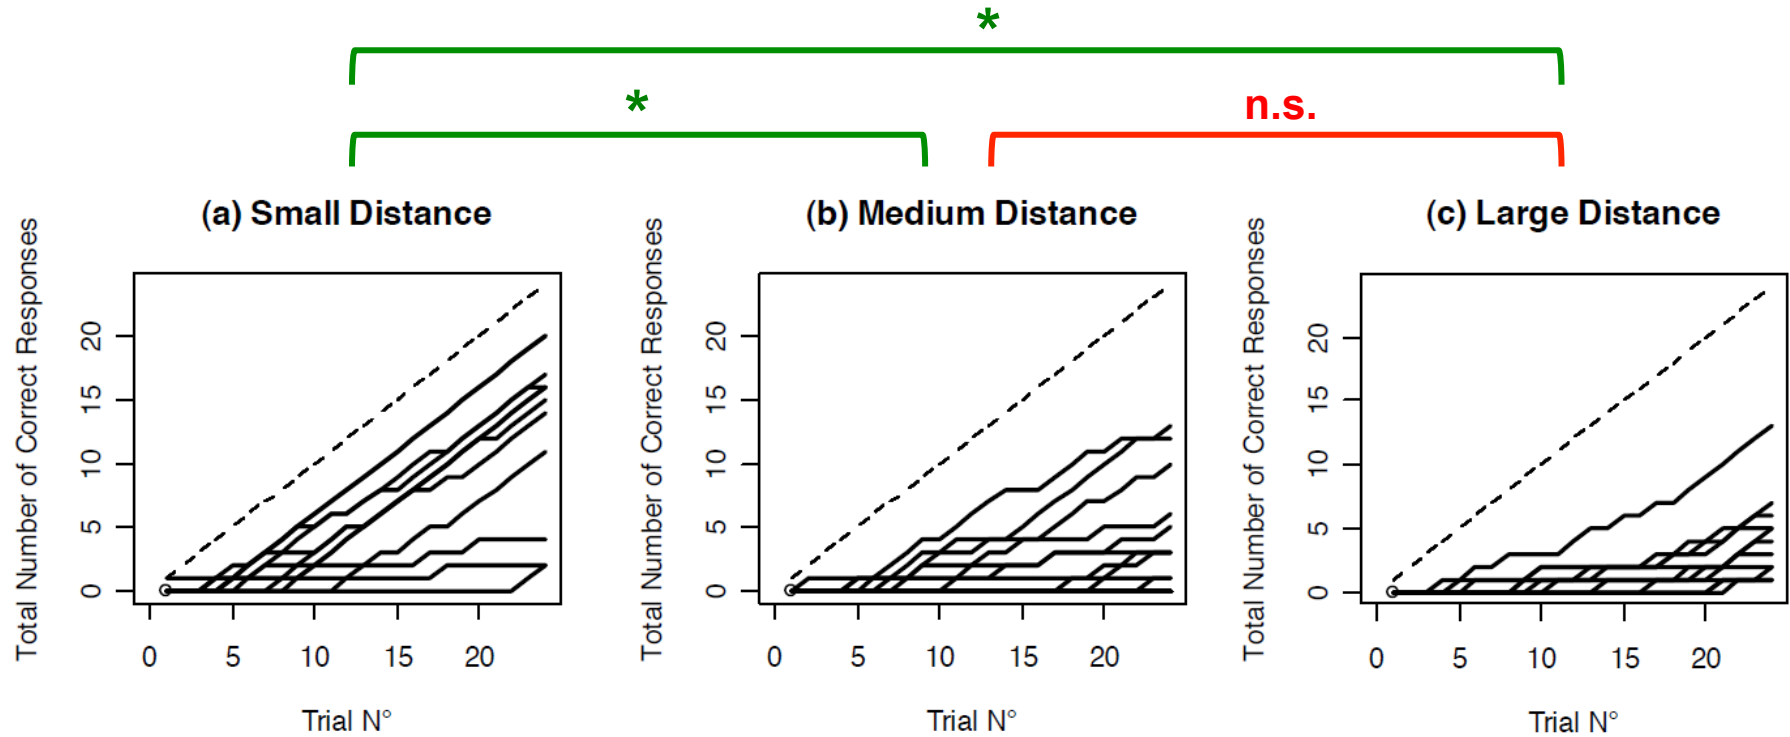 *
*
n.s.
(a) Small Distance
(b) Medium Distance
(c) Large Distance
Total Number of Correct Responses
20
15
10
5
0
0 5 10 15 20
Trial N°
Total Number of Correct Responses
20
15
10
5
0
0 5 10 15 20
Trial N°
Total Number of Correct Responses
20
15
10
5
0
0 5 10 15 20
Trial N°